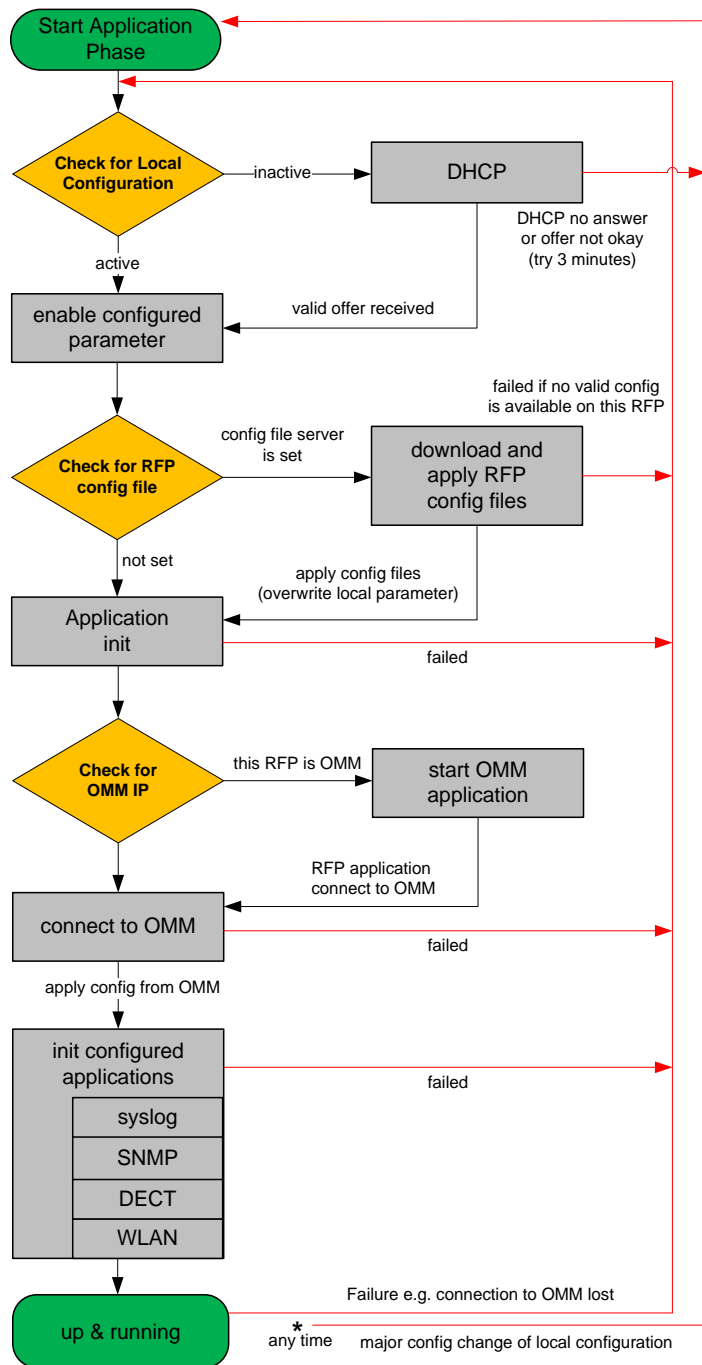 Start Application
Phase
Check for Local
Configuration
inactive
DHCP
DHCP no answer
or offer not okay
(try 3 minutes)
active
valid offer received
enable configured
parameter
failed if no valid config
is available on this RFP
config file server
is set
Check for RFP
config file
download and
apply RFP
config files
not set
apply config files
(overwrite local parameter)
Application
init
failed
this RFP is OMM
Check for
OMM IP
start OMM
application
RFP application
connect to OMM
connect to OMM
failed
apply config from OMM
init configured
applications
failed
syslog
SNMP
DECT
WLAN
Failure e.g. connection to OMM lost
up & running
*
any time
major config change of local configuration